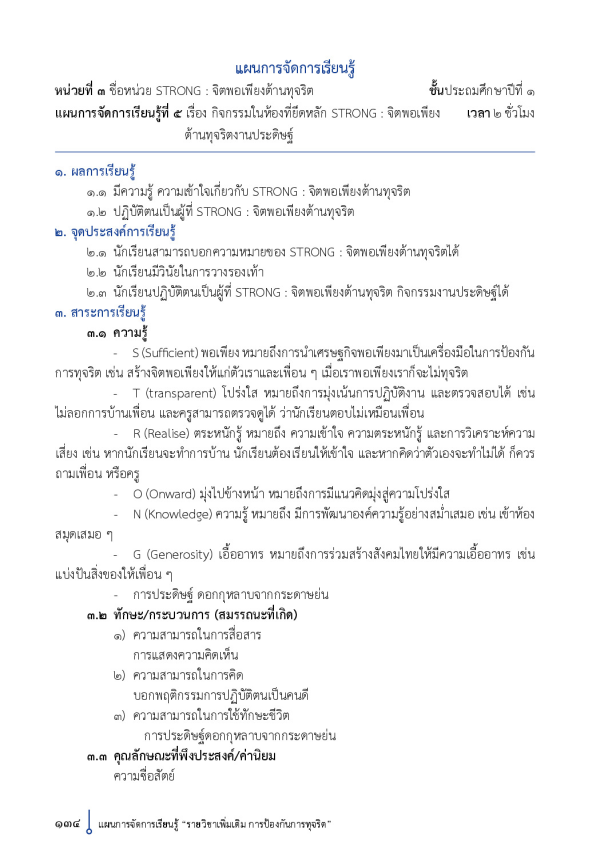 แผนการจัดการเรียนรู้
หน่วยที่ ๓ ชื่อหน่วย STRONG : จิตพอเพียงต้านทุจริต ชั้นประถมศึกษาปีที่ ๑
แผนการจัดการเรียนรู้ที่ ๕ เรื่อง กิจกรรมในห้องที่ยึดหลัก STRONG : จิตพอเพียง เวลา ๒ ชั่วโมง
ต้านทุจริตงานประดิษฐ์
๑. ผลการเรียนรู้
๑.๑ มีความรู้ ความเข้าใจเกี่ยวกับ STRONG : จิตพอเพียงต้านทุจริต
๑.๒ ปฏิบัติตนเป็นผู้ที่ STRONG : จิตพอเพียงต้านทุจริต
๒. จุดประสงค์การเรียนรู้
๒.๑ นักเรียนสามารถบอกความหมายของ STRONG : จิตพอเพียงต้านทุจริตได้
๒.๒ นักเรียนมีวินัยในการวางรองเท้า
๒.๓ นักเรียนปฏิบัติตนเป็นผู้ที่ STRONG : จิตพอเพียงต้านทุจริต กิจกรรมงานประดิษฐ์ได้
๓. สาระการเรียนรู้
๓.๑ ความรู้
- S (Sufficient) พอเพียง หมายถึงการนำเศรษฐกิจพอเพียงมาเป็นเครื่องมือในการป้องกัน
การทุจริต เช่น สร้างจิตพอเพียงให้แก่ตัวเราและเพื่อน ๆ เมื่อเราพอเพียงเราก็จะไม่ทุจริต
- T (transparent) โปร่งใส หมายถึงการมุ่งเน้นการปฏิบัติงาน และตรวจสอบได้ เช่น
ไม่ลอกการบ้านเพื่อน และครูสามารถตรวจดูได้ ว่านักเรียนตอบไม่เหมือนเพื่อน
- R (Realise) ตระหนักรู้ หมายถึง ความเข้าใจ ความตระหนักรู้ และการวิเคราะห์ความ
เสี่ยง เช่น หากนักเรียนจะทำการบ้าน นักเรียนต้องเรียนให้เข้าใจ และหากคิดว่าตัวเองจะทำไม่ได้ ก็ควร
ถามเพื่อน หรือครู
- O (Onward) มุ่งไปข้างหน้า หมายถึงการมีแนวคิดมุ่งสู่ความโปร่งใส
- N (Knowledge) ความรู้ หมายถึง มีการพัฒนาองค์ความรู้อย่างสม่ำเสมอ เช่น เข้าห้อง
สมุดเสมอ ๆ
- G (Generosity) เอื้ออาทร หมายถึงการร่วมสร้างสังคมไทยให้มีความเอื้ออาทร เช่น
แบ่งปันสิ่งของให้เพื่อน ๆ
- การประดิษฐ์ ดอกกุหลาบจากกระดาษย่น
๓.๒ ทักษะ/กระบวนการ (สมรรถนะที่เกิด)
๑) ความสามารถในการสื่อสาร
การแสดงความคิดเห็น
๒) ความสามารถในการคิด
บอกพฤติกรรมการปฏิบัติตนเป็นคนดี
๓) ความสามารถในการใช้ทักษะชีวิต
การประดิษฐ์ดอกกุหลาบจากกระดาษย่น
๓.๓ คุณลักษณะที่พึงประสงค์/ค่านิยม
ความซื่อสัตย์
๑๓๔ แผนการจัดการเรียนรู้ "รายวิชาเพิ่มเติม การป้องกันการทุจริต"